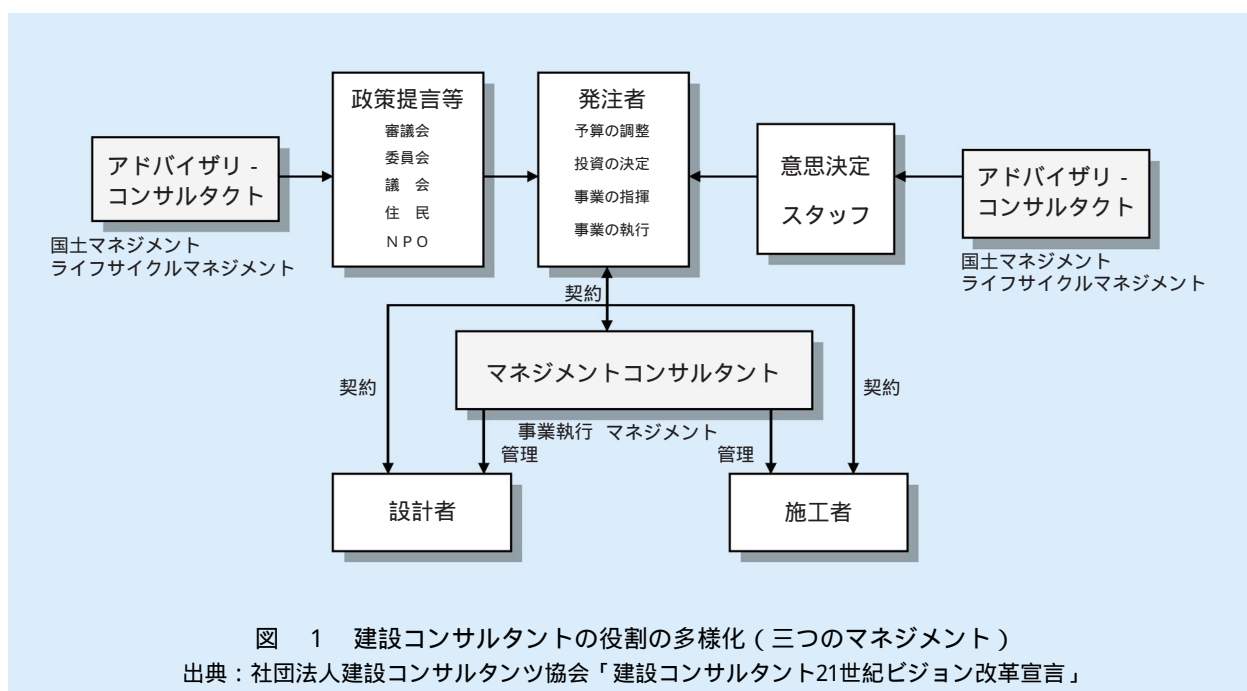 政策提言等
審議会
委員会
議　会
住　民
NPO
発注者
予算の調整
投資の決定
事業の指揮
事業の執行
意思決定
スタッフ
アドバイザリ-
コンサルタクト
国土マネジメント
ライフサイクルマネジメント
アドバイザリ-
コンサルタクト
国土マネジメント
ライフサイクルマネジメント
契約
マネジメントコンサルタント
契約
契約
事業執行 マネジメント
管理
管理
設計者
施工者
図　1　建設コンサルタントの役割の多様化（三つのマネジメント）
出典：社団法人建設コンサルタンツ協会「建設コンサルタント21世紀ビジョン改革宣言」